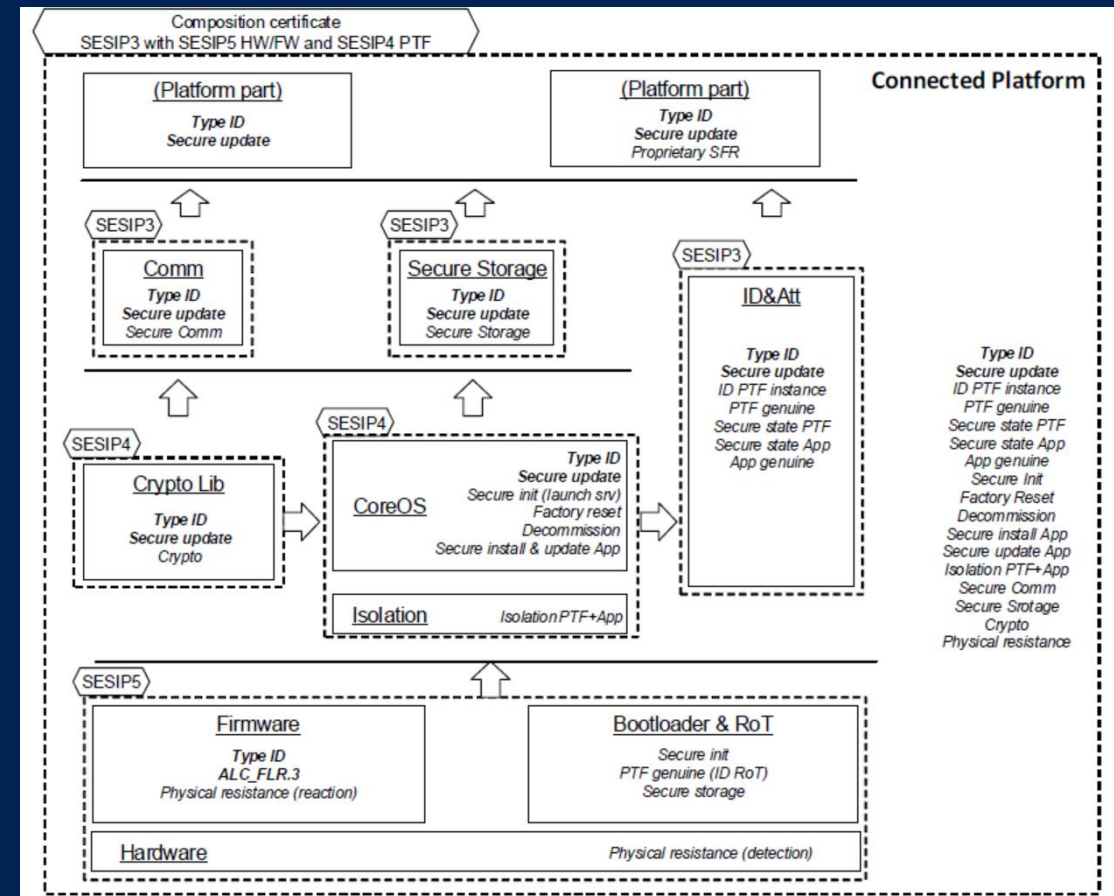 Composition certificate
SESIP3 with SESIP5 HW/FW and SESIP4 PTF
Connected Platform
(Platform part)
Type ID
Secure update
(Platform part)
Type ID
Secure update
Proprietary SFR
SESIP3
Comm
Type ID
Secure update
Secure Comm
SESIP3
Secure Storage
Type ID
Secure update
Secure Storage
SESIP3
ID&Att
Type ID
Secure update
ID PTF instance
PTF genuine
Secure state PTF
Secure state App
App genuine
Type ID
Secure update
ID PTF instance
PTF genuine
Secure state PTF
Secure state App
App genuine
Secure Init
Factory Reset
Decommission
Secure install App
Secure update App
Isolation PTF+App
Secure Comm
Secure Srotage
Crypto
Physical resistance
SESIP4
Crypto Lib
Type ID
Secure update
Crypto
SESIP4
CoreOS
Type ID
Secure update
Secure init (launch srv)
Factory reset
Decommission
Secure install & update App
Isolation
Isolation PTF+App
SESIP5
Firmware
Type ID
ALC_FLR.3
Physical resistance (reaction)
Bootloader & RoT
Secure init
PTF genuine (ID RoT)
Secure storage
Hardware
Physical resistance (detection)